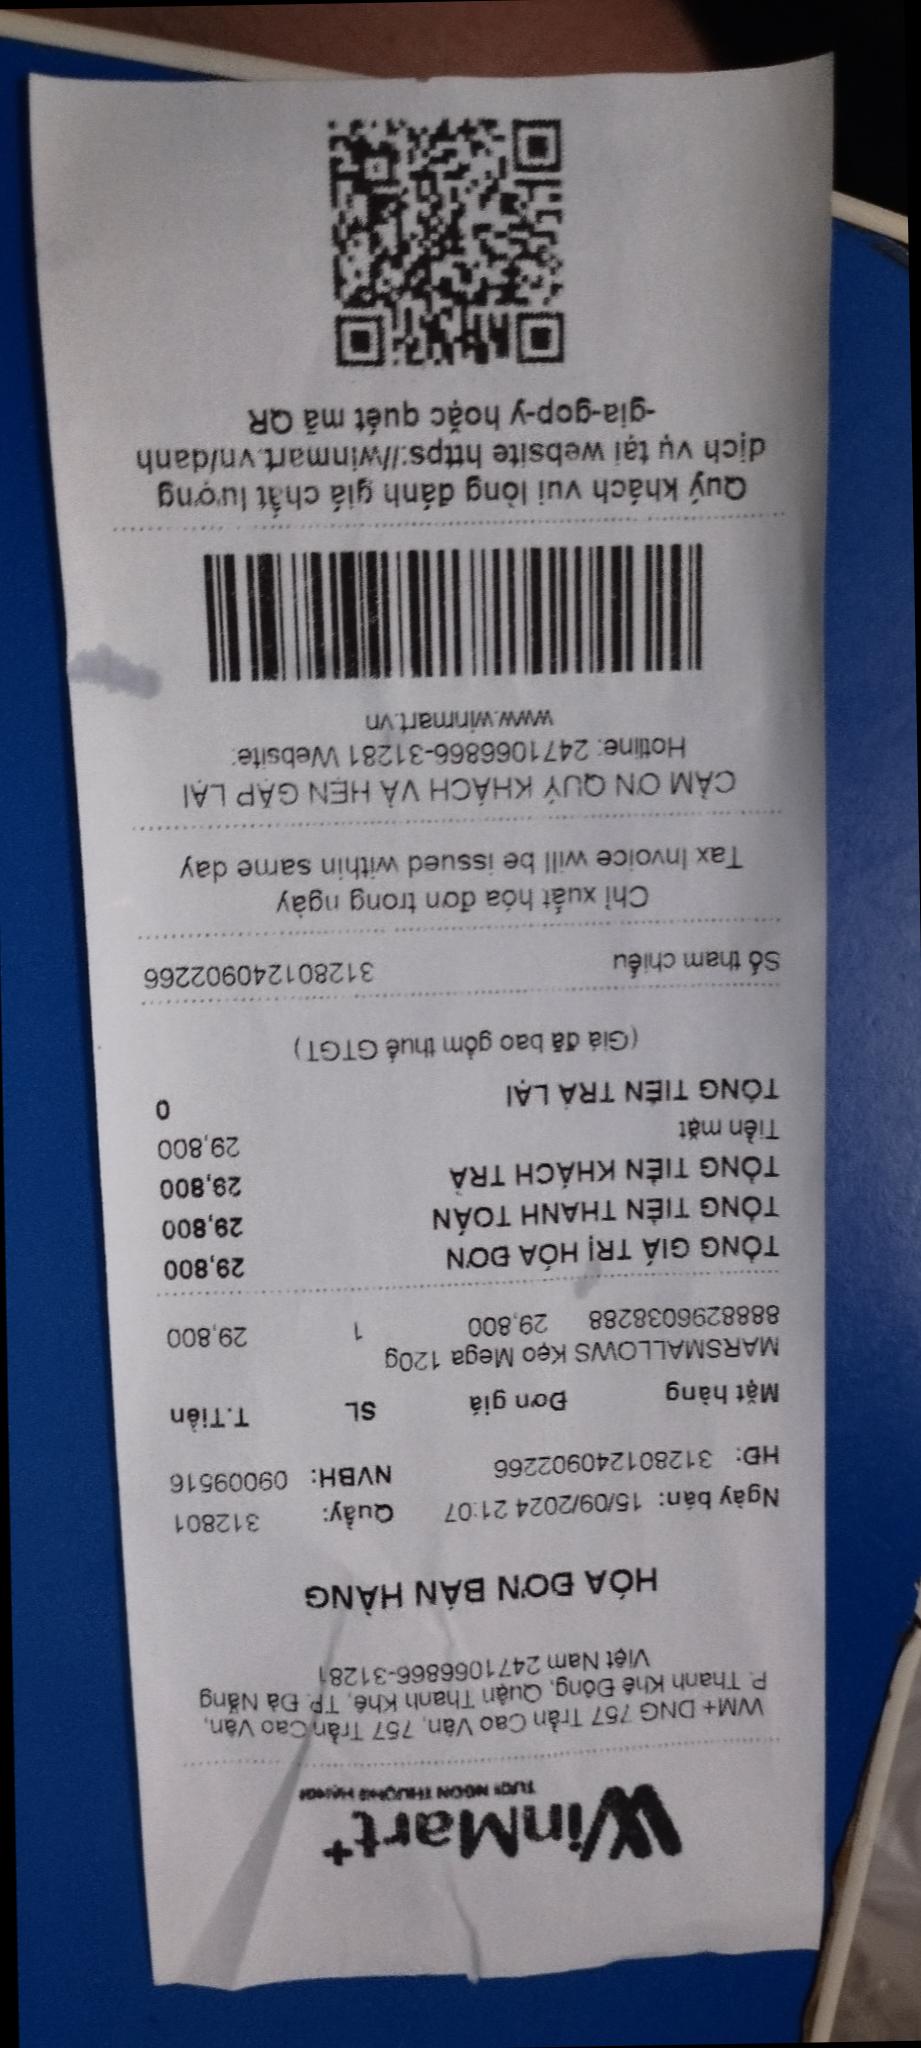 WinMart+
TƯƠI NGON THƯỢNG HẠNG
WM+ DNG 757 Trần Cao Vân, 757 Trần Cao Vân,
P. Thanh Khê Đông, Quận Thanh Khê, TP. Đà Nẵng
Việt Nam 2471066866-31281
HÓA ĐƠN BÁN HÀNG
Ngày bán: 15/09/2024 21:07 Quầy: 312801
HĐ: 312801240902266 NVBH: 09009516
Mặt hàng Đơn giá SL T.Tiền
MARSMALLOWS Kẹo Mega 120g
8888296038288 29,800 1 29,800
TỔNG GIÁ TRỊ HÓA ĐƠN 29,800
TỔNG TIỀN THANH TOÁN 29,800
TỔNG TIỀN KHÁCH TRẢ 29,800
Tiền mặt 29,800
TỔNG TIỀN TRẢ LẠI 0
(Giá đã bao gồm thuế GTGT)
Số tham chiếu 312801240902266
Chỉ xuất hóa đơn trong ngày
Tax Invoice will be issued within same day
CẢM ƠN QUÝ KHÁCH VÀ HẸN GẶP LẠI
Hotline: 2471066866-31281 Website:
www.winmart.vn
Quý khách vui lòng đánh giá chất lượng
dịch vụ tại website https://winmart.vn/danh
-gia-gop-y hoặc quét mã QR